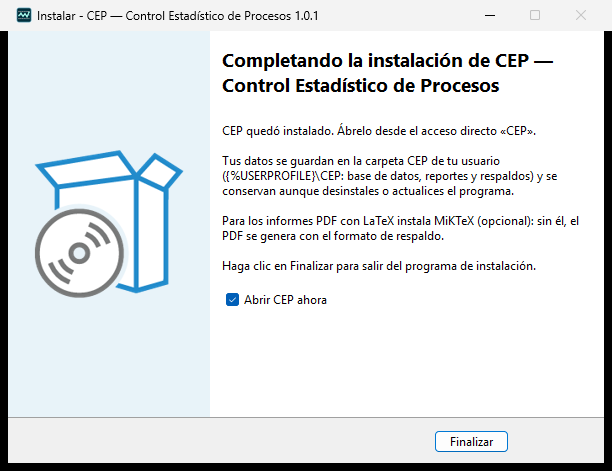 Instalar - CEP — Control Estadístico de Procesos 1.0.1
Completando la instalación de CEP —
Control Estadístico de Procesos
CEP quedó instalado. Ábrelo desde el acceso directo «CEP».
Tus datos se guardan en la carpeta CEP de tu usuario
({%USERPROFILE}\CEP: base de datos, reportes y respaldos) y se
conservan aunque desinstales o actualices el programa.
Para los informes PDF con LaTeX instala MiKTeX (opcional): sin él, el
PDF se genera con el formato de respaldo.
Haga clic en Finalizar para salir del programa de instalación.
Abrir CEP ahora
Finalizar